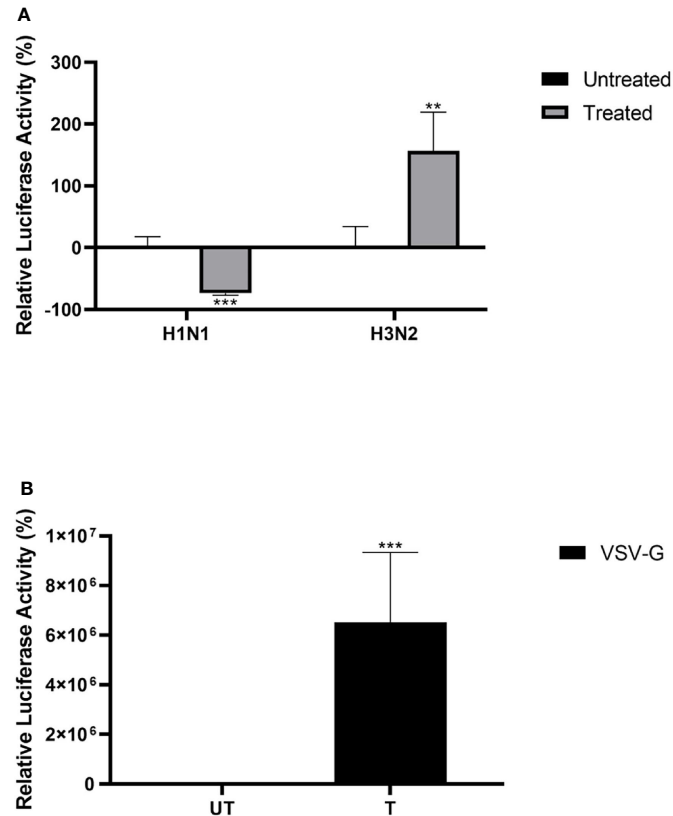 A
Relative Luciferase Activity (%)
300
200
100
0
-100
***
**
H1N1
H3N2
Untreated
Treated
B
Relative Luciferase Activity (%)
1×10⁷
8×10⁶
6×10⁶
4×10⁶
2×10⁶
0
***
UT
T
VSV-G